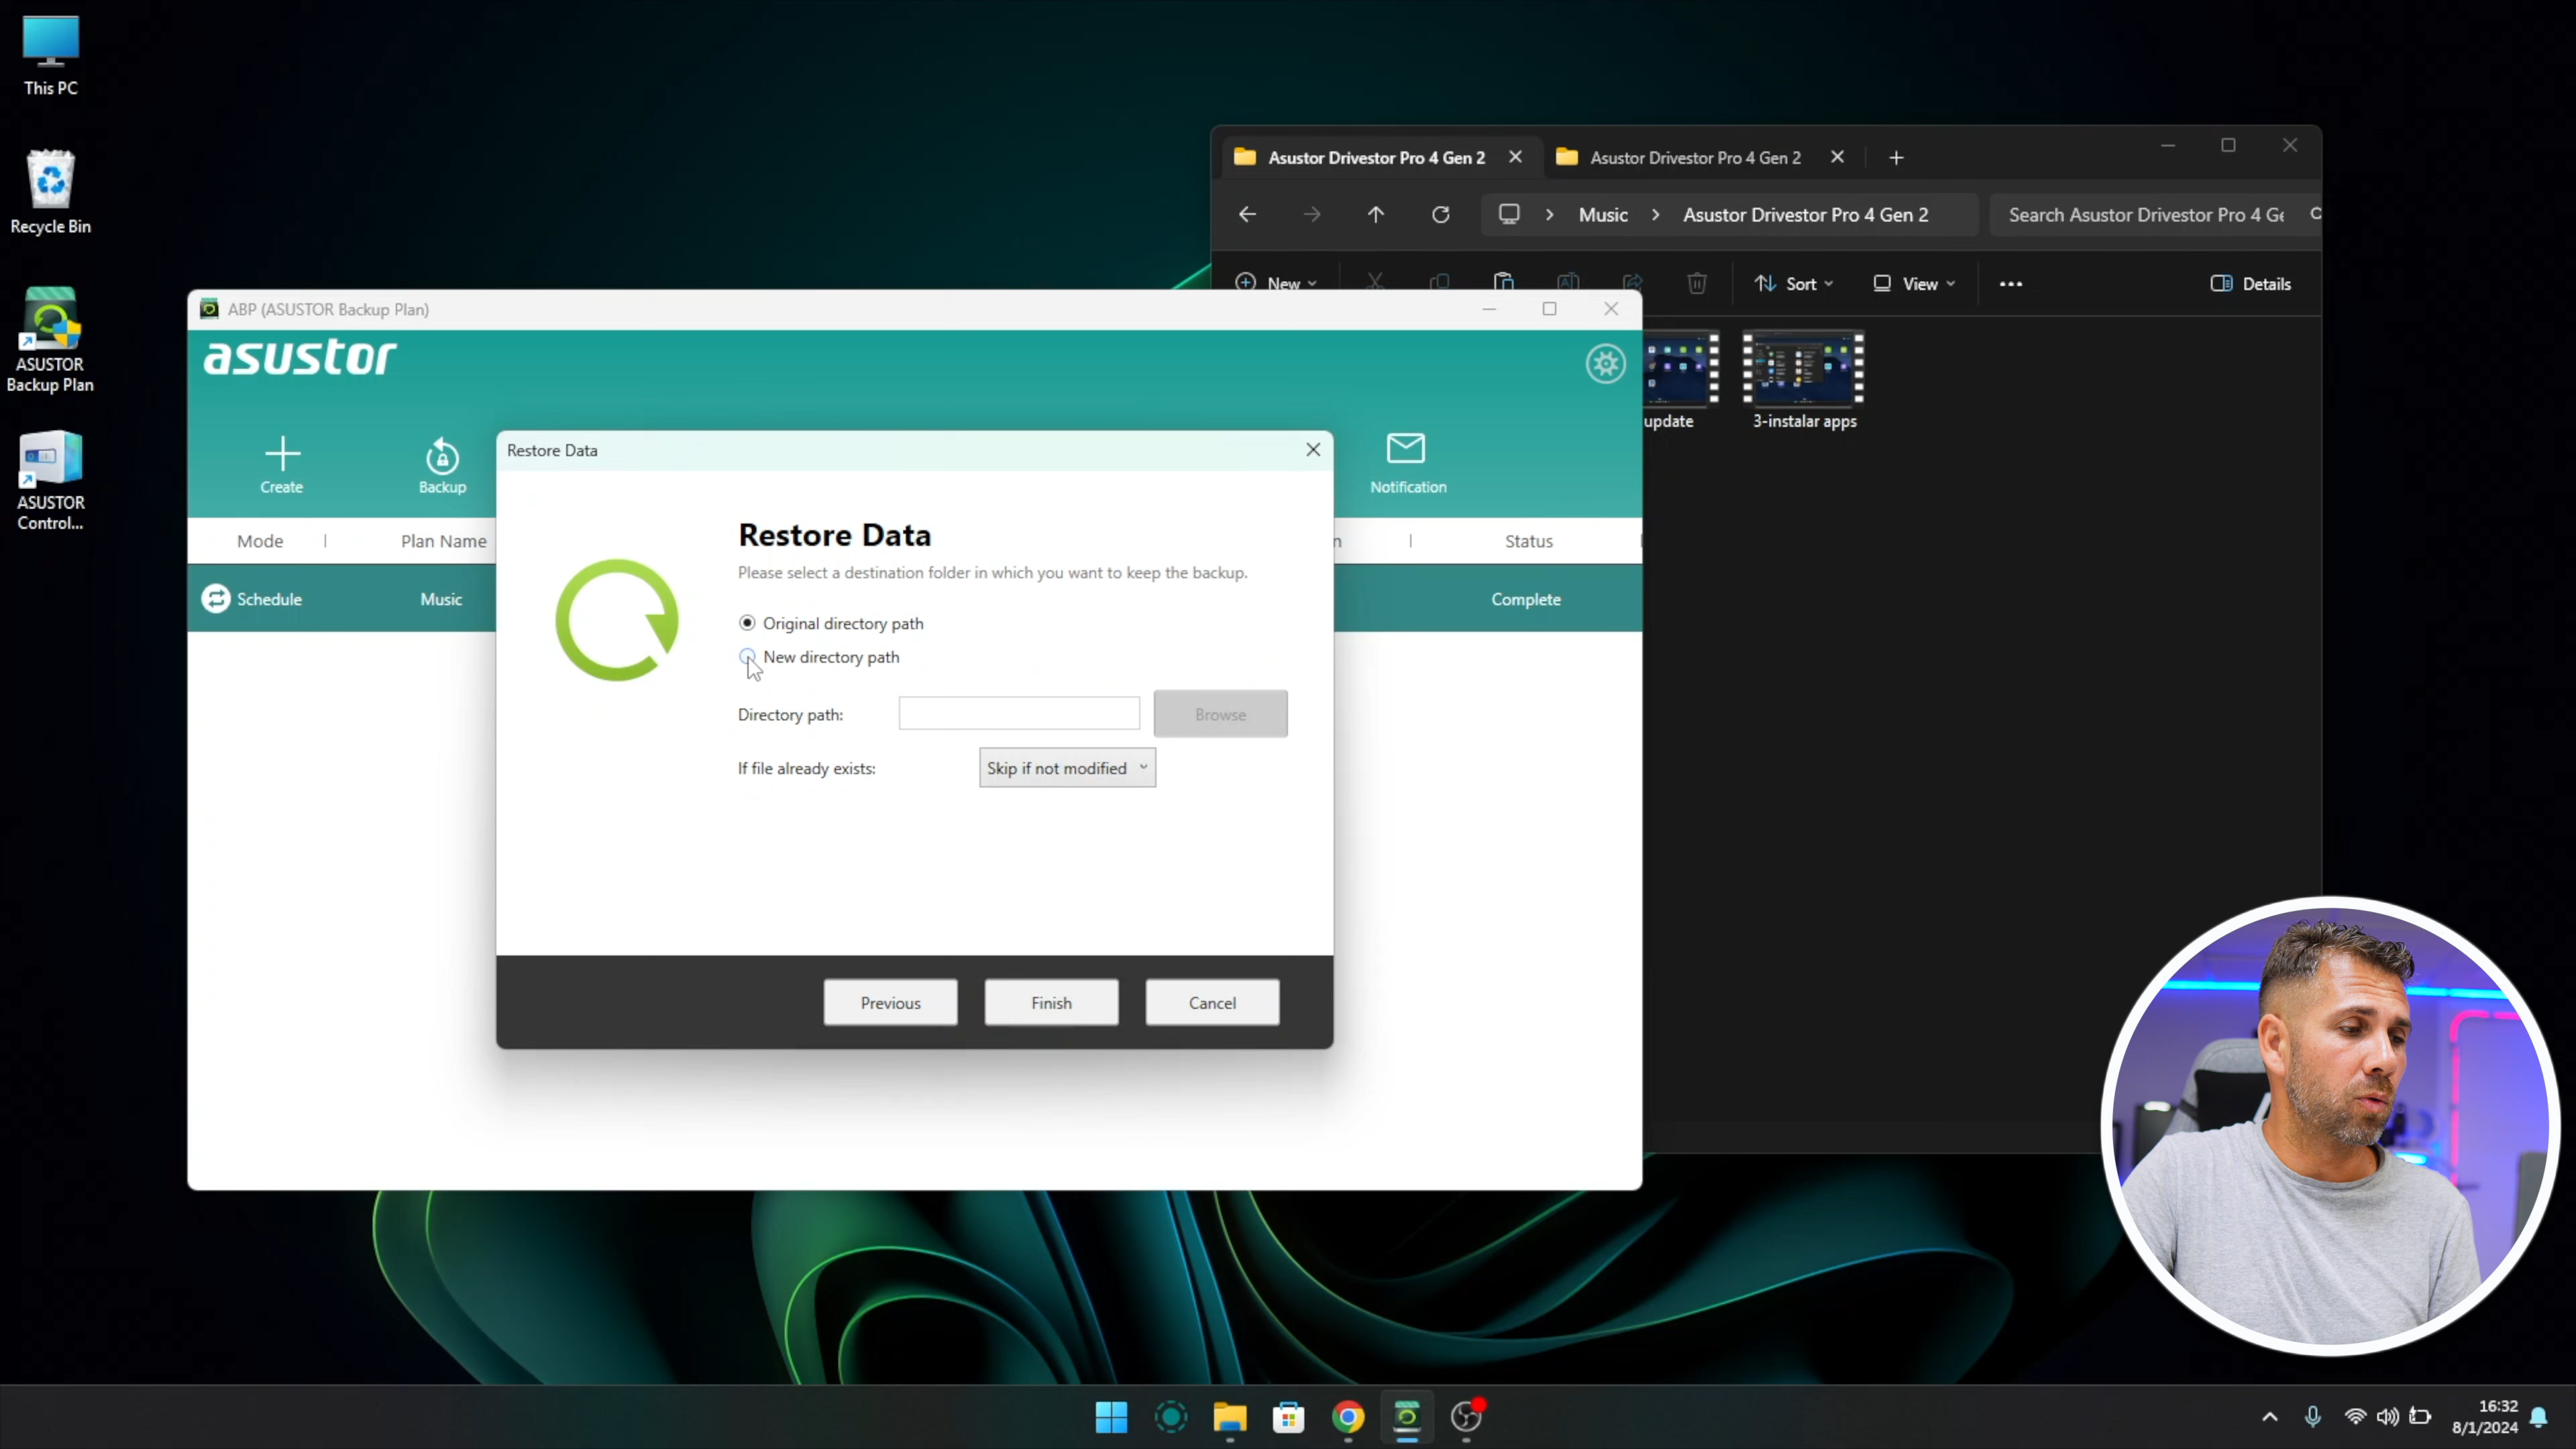 This PC
Recycle Bin
ASUSTOR
Backup Plan
ASUSTOR
Control...
Asustor Drivestor Pro 4 Gen 2
Asustor Drivestor Pro 4 Gen 2
Music
Asustor Drivestor Pro 4 Gen 2
Search Asustor Drivestor Pro 4 Ge
New
Sort
View
Details
update
3-instalar apps
ABP (ASUSTOR Backup Plan)
asustor
Create
Backup
Notification
Mode
Plan Name
n
Status
Schedule
Music
Complete
Restore Data
Restore Data
Please select a destination folder in which you want to keep the backup.
Original directory path
New directory path
Directory path:
Browse
If file already exists:
Skip if not modified
Previous
Finish
Cancel
16:32
8/1/2024